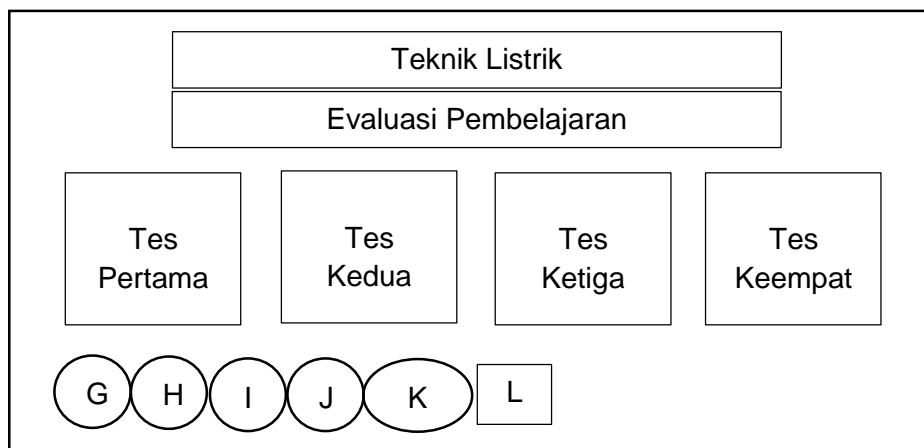 Teknik Listrik
Evaluasi Pembelajaran
Tes
Pertama
Tes
Kedua
Tes
Ketiga
Tes
Keempat
G H I J K L